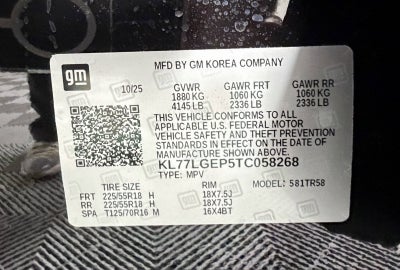 gm
MFD BY GM KOREA COMPANY
10/25 GVWR GAWR FRT GAWR RR
1880 KG 1060 KG 1060 KG
4145 LB 2336 LB 2336 LB
THIS VEHICLE CONFORMS TO ALL
APPLICABLE U.S. FEDERAL MOTOR
VEHICLE SAFETY AND THEFT PREVENTION
STANDARDS IN EFFECT ON THE DATE OF
MANUFACTURE SHOWN ABOVE.
KL77LGEP5TC058268
TYPE: MPV MODEL: 581TR58
TIRE SIZE RIM
FRT 225/55R18 H 18X7.5J
RR 225/55R18 H 18X7.5J
SPA T125/70R16 M 16X4BT